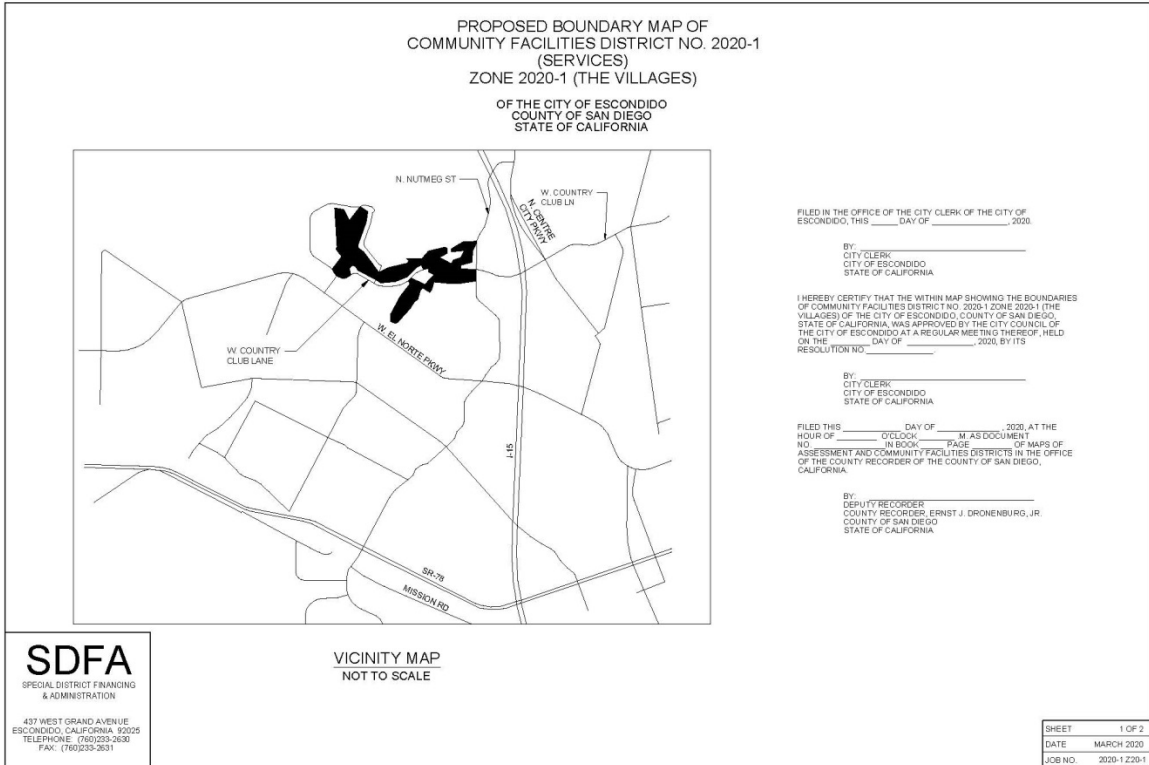 PROPOSED BOUNDARY MAP OF
COMMUNITY FACILITIES DISTRICT NO. 2020-1
(SERVICES)
ZONE 2020-1 (THE VILLAGES)
OF THE CITY OF ESCONDIDO
COUNTY OF SAN DIEGO
STATE OF CALIFORNIA
N. NUTMEG ST
W. COUNTRY
CLUB LN
N. CENTRE
CITY PKWY
W. COUNTRY
CLUB LANE
W. EL NORTE PKWY
I-15
SR-78
MISSION RD
VICINITY MAP
NOT TO SCALE
FILED IN THE OFFICE OF THE CITY CLERK OF THE CITY OF
ESCONDIDO, THIS _____ DAY OF ______________, 2020.
BY: ______________________________
CITY CLERK
CITY OF ESCONDIDO
STATE OF CALIFORNIA
I HEREBY CERTIFY THAT THE WITHIN MAP SHOWING THE BOUNDARIES
OF COMMUNITY FACILITIES DISTRICT NO. 2020-1 ZONE 2020-1 (THE
VILLAGES) OF THE CITY OF ESCONDIDO, COUNTY OF SAN DIEGO,
STATE OF CALIFORNIA, WAS APPROVED BY THE CITY COUNCIL OF
THE CITY OF ESCONDIDO AT A REGULAR MEETING THEREOF, HELD
ON THE _______ DAY OF ____________, 2020, BY ITS
RESOLUTION NO. ____________.
BY: ______________________________
CITY CLERK
CITY OF ESCONDIDO
STATE OF CALIFORNIA
FILED THIS __________ DAY OF ___________, 2020, AT THE
HOUR OF _______ O'CLOCK ______.M. AS DOCUMENT
NO. _____________ IN BOOK _____ PAGE _______ OF MAPS OF
ASSESSMENT AND COMMUNITY FACILITIES DISTRICTS IN THE OFFICE
OF THE COUNTY RECORDER OF THE COUNTY OF SAN DIEGO,
CALIFORNIA.
BY: ______________________________
DEPUTY RECORDER
COUNTY RECORDER, ERNST J. DRONENBURG, JR.
COUNTY OF SAN DIEGO
STATE OF CALIFORNIA
SDFA
SPECIAL DISTRICT FINANCING
& ADMINISTRATION
437 WEST GRAND AVENUE
ESCONDIDO, CALIFORNIA 92025
TELEPHONE: (760)233-2630
FAX: (760)233-2631
SHEET 1 OF 2
DATE MARCH 2020
JOB NO. 2020-1 Z20-1